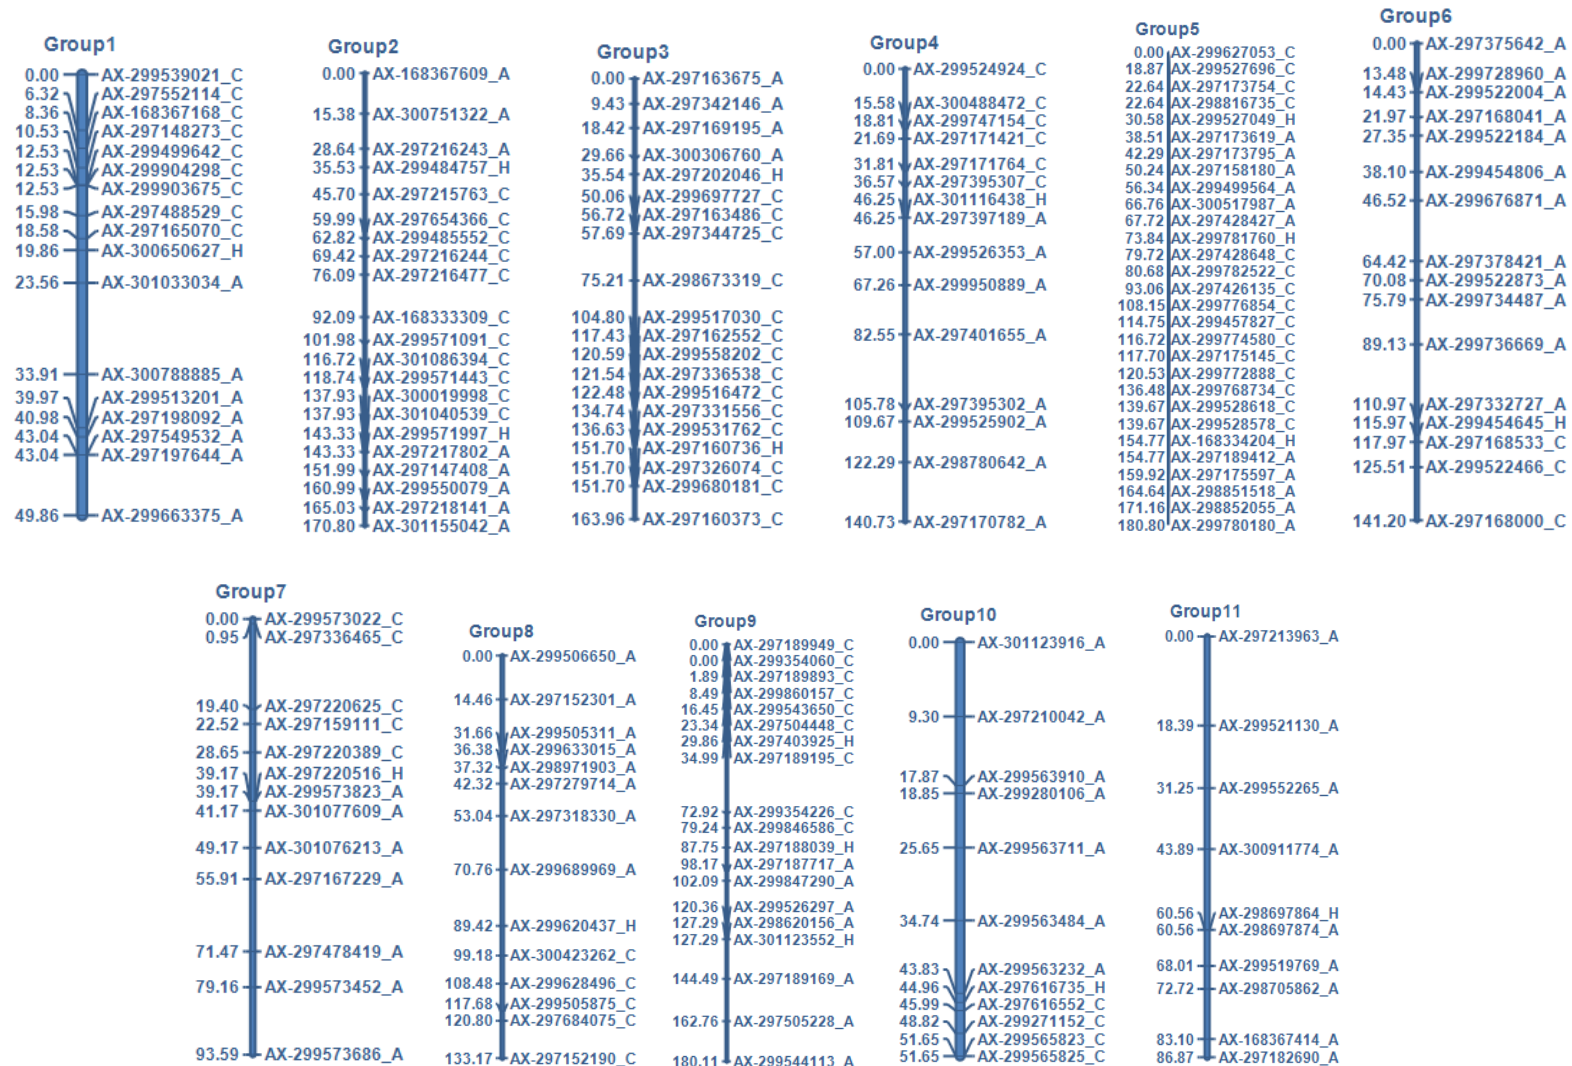 Group1
0.00 AX-299539021_C
6.32 AX-297552114_C
8.36 AX-168367168_C
10.53 AX-297148273_C
12.53 AX-299499642_C
12.53 AX-299904298_C
12.53 AX-299903675_C
15.98 AX-297488529_C
18.58 AX-297165070_C
19.86 AX-300650627_H
23.56 AX-301033034_A
33.91 AX-300788885_A
39.97 AX-299513201_A
40.98 AX-297198092_A
43.04 AX-297549532_A
43.04 AX-297197644_A
49.86 AX-299663375_A
Group2
0.00 AX-168367609_A
15.38 AX-300751322_A
28.64 AX-297216243_A
35.53 AX-299484757_H
45.70 AX-297215763_C
59.99 AX-297654366_C
62.82 AX-299485552_C
69.42 AX-297216244_C
76.09 AX-297216477_C
92.09 AX-168333309_C
101.98 AX-299571091_C
116.72 AX-301086394_C
118.74 AX-299571443_C
137.93 AX-300019998_C
137.93 AX-301040539_C
143.33 AX-299571997_H
143.33 AX-297217802_A
151.99 AX-297147408_A
160.99 AX-299550079_A
165.03 AX-297218141_A
170.80 AX-301155042_A
Group3
0.00 AX-297163675_A
9.43 AX-297342146_A
18.42 AX-297169195_A
29.66 AX-300306760_A
35.54 AX-297202046_H
50.06 AX-299697727_C
56.72 AX-297163486_C
57.69 AX-297344725_C
75.21 AX-298673319_C
104.80 AX-299517030_C
117.43 AX-297162552_C
120.59 AX-299558202_C
121.54 AX-297336538_C
122.48 AX-299516472_C
134.74 AX-297331556_C
136.63 AX-299531762_C
151.70 AX-297160736_H
151.70 AX-297326074_C
151.70 AX-299680181_C
163.96 AX-297160373_C
Group4
0.00 AX-299524924_C
15.58 AX-300488472_C
18.81 AX-299747154_C
21.69 AX-297171421_C
31.81 AX-297171764_C
36.57 AX-297395307_C
46.25 AX-301116438_H
46.25 AX-297397189_A
57.00 AX-299526353_A
67.26 AX-299950889_A
82.55 AX-297401655_A
105.78 AX-297395302_A
109.67 AX-299525902_A
122.29 AX-298780642_A
140.73 AX-297170782_A
Group5
0.00 AX-299627053_C
18.87 AX-299527696_C
22.64 AX-297173754_C
22.64 AX-298816735_C
30.58 AX-299527049_H
38.51 AX-297173619_A
42.29 AX-297173795_A
50.24 AX-297158180_A
56.34 AX-299499564_A
66.76 AX-300517987_A
67.72 AX-297428427_A
73.84 AX-299781760_H
79.72 AX-297428648_C
80.68 AX-299782522_C
93.06 AX-297426135_C
108.15 AX-299776854_C
114.75 AX-299457827_C
116.72 AX-299774580_C
117.70 AX-297175145_C
120.53 AX-299772888_C
136.48 AX-299768734_C
139.67 AX-299528618_C
139.67 AX-299528578_C
154.77 AX-168334204_H
154.77 AX-297189412_A
159.92 AX-297175597_A
164.64 AX-298851518_A
171.16 AX-298852055_A
180.80 AX-299780180_A
Group6
0.00 AX-297375642_A
13.48 AX-299728960_A
14.43 AX-299522004_A
21.97 AX-297168041_A
27.35 AX-299522184_A
38.10 AX-299454806_A
46.52 AX-299676871_A
64.42 AX-297378421_A
70.08 AX-299522873_A
75.79 AX-299734487_A
89.13 AX-299736669_A
110.97 AX-297332727_A
115.97 AX-299454645_H
117.97 AX-297168533_C
125.51 AX-299522466_C
141.20 AX-297168000_C
Group7
0.00 AX-299573022_C
0.95 AX-297336465_C
19.40 AX-297220625_C
22.52 AX-297159111_C
28.65 AX-297220389_C
39.17 AX-297220516_H
39.17 AX-299573823_A
41.17 AX-301077609_A
49.17 AX-301076213_A
55.91 AX-297167229_A
71.47 AX-297478419_A
79.16 AX-299573452_A
93.59 AX-299573686_A
Group8
0.00 AX-299506650_A
14.46 AX-297152301_A
31.66 AX-299505311_A
36.38 AX-299633015_A
37.32 AX-298971903_A
42.32 AX-297279714_A
53.04 AX-297318330_A
70.76 AX-299689969_A
89.42 AX-299620437_H
99.18 AX-300423262_C
108.48 AX-299628496_C
117.68 AX-299505875_C
120.80 AX-297684075_C
133.17 AX-297152190_C
Group9
0.00 AX-297189949_C
0.00 AX-299354060_C
1.89 AX-297189893_C
8.49 AX-299860157_C
16.45 AX-299543650_C
23.34 AX-297504448_C
29.86 AX-297403925_H
34.99 AX-297189195_C
72.92 AX-299354226_C
79.24 AX-299846586_C
87.75 AX-297188039_H
98.17 AX-297187717_A
102.09 AX-299847290_A
120.36 AX-299526297_A
127.29 AX-298620156_A
127.29 AX-301123552_H
144.49 AX-297189169_A
162.76 AX-297505228_A
180.11 AX-299544113_A
Group10
0.00 AX-301123916_A
9.30 AX-297210042_A
17.87 AX-299563910_A
18.85 AX-299280106_A
25.65 AX-299563711_A
34.74 AX-299563484_A
43.83 AX-299563232_A
44.96 AX-297616735_H
45.99 AX-297616552_C
48.82 AX-299271152_C
51.65 AX-299565823_C
51.65 AX-299565825_C
Group11
0.00 AX-297213963_A
18.39 AX-299521130_A
31.25 AX-299552265_A
43.89 AX-300911774_A
60.56 AX-298697864_H
60.56 AX-298697874_A
68.01 AX-299519769_A
72.72 AX-298705862_A
83.10 AX-168367414_A
86.87 AX-297182690_A